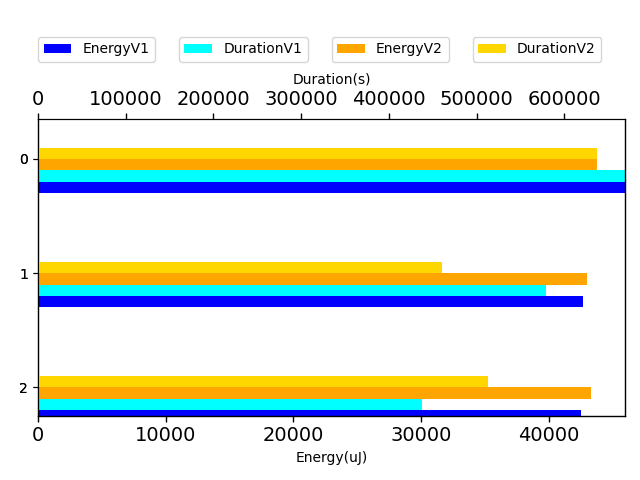 EnergyV1 DurationV1 EnergyV2 DurationV2
Duration(s)
0 100000 200000 300000 400000 500000 600000
0
1
2
0 10000 20000 30000 40000
Energy(uJ)